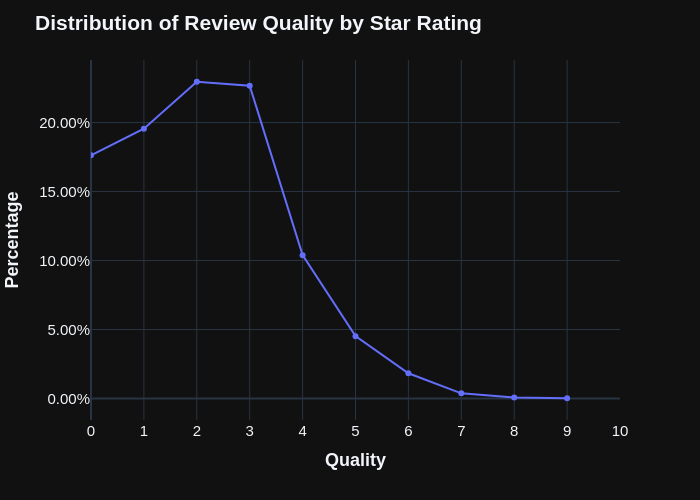 Distribution of Review Quality by Star Rating
Percentage
20.00%
15.00%
10.00%
5.00%
0.00%
0 1 2 3 4 5 6 7 8 9 10
Quality